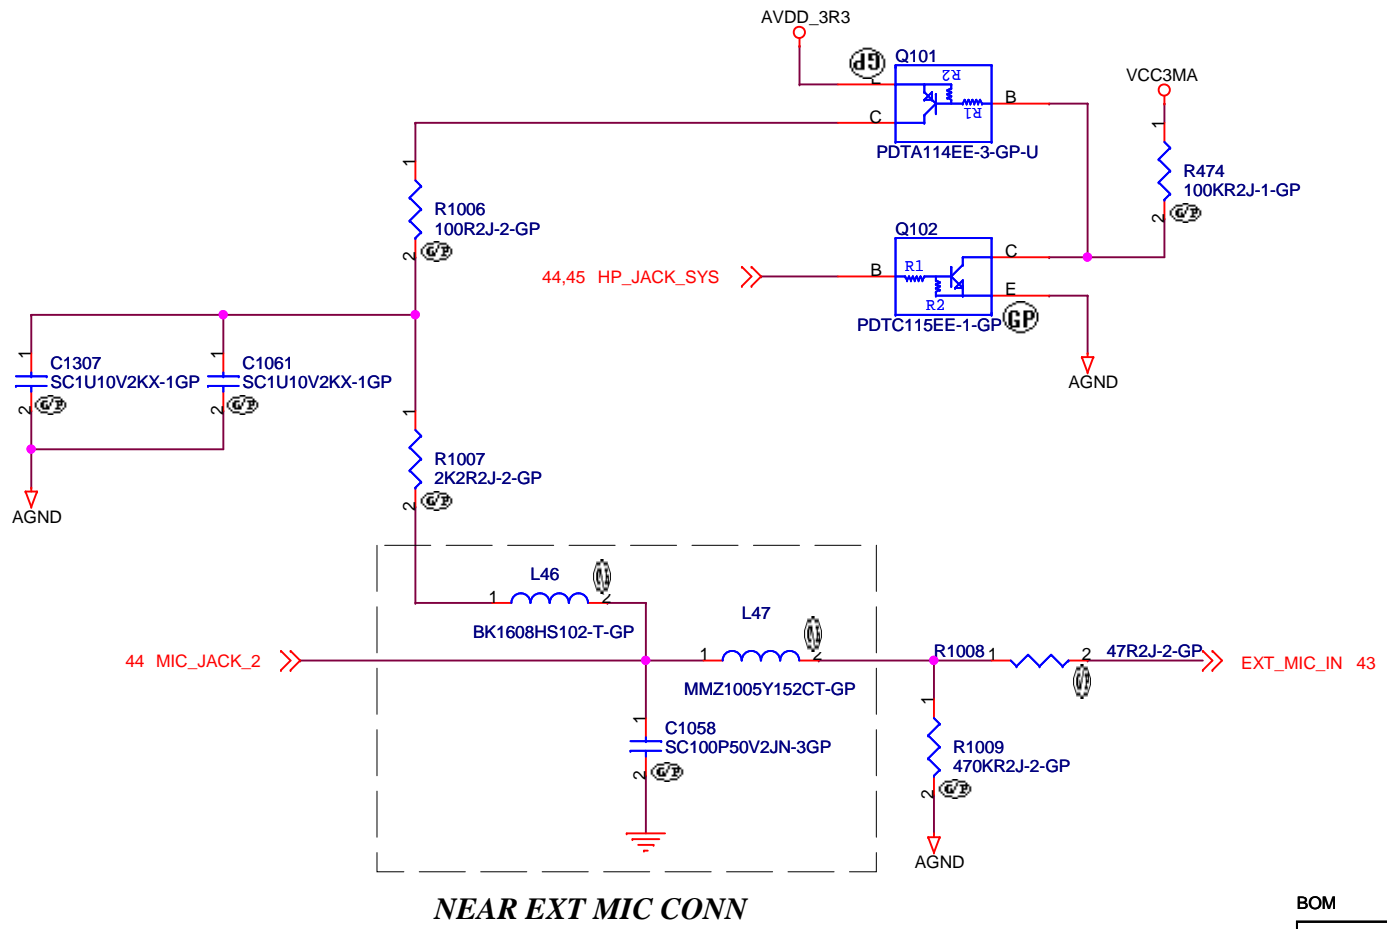 AVDD_3R3
GP
E
Q101
R2
R1
B
C
PDTA114EE-3-GP-U
VCC3MA
1
R474
100KR2J-1-GP
2
G/P
1
R1006
100R2J-2-GP
2
G/P
Q102
44,45 HP_JACK_SYS
B
R1
R2
C
E
PDTC115EE-1-GP
GP
AGND
1
C1307
SC1U10V2KX-1GP
2
G/P
1
C1061
SC1U10V2KX-1GP
2
G/P
AGND
1
R1007
2K2R2J-2-GP
2
G/P
L46
1
2
BK1608HS102-T-GP
L47
1
2
MMZ1005Y152CT-GP
44 MIC_JACK_2
R1008
1
2
47R2J-2-GP
G/P
EXT_MIC_IN 43
1
C1058
SC100P50V2JN-3GP
2
G/P
1
R1009
470KR2J-2-GP
2
G/P
AGND
NEAR EXT MIC CONN
BOM